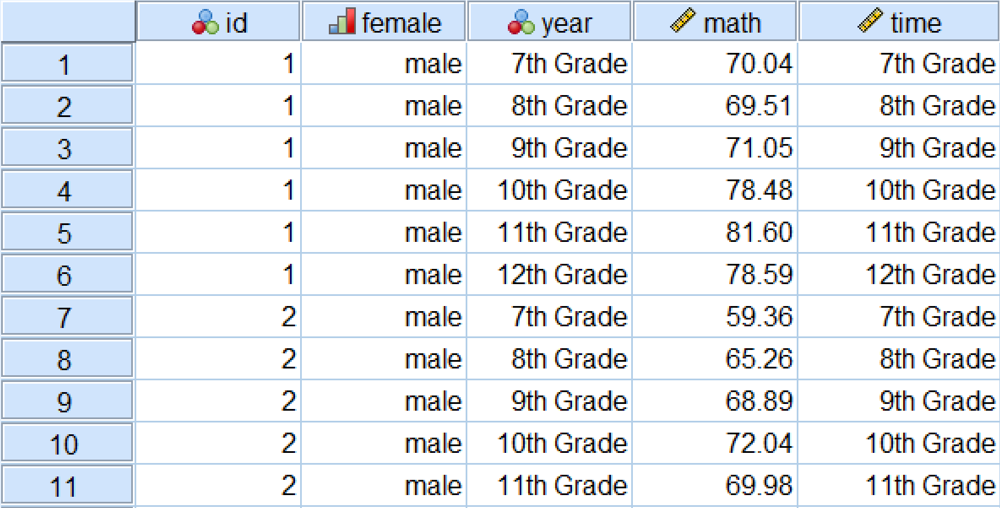 id female year math time
1 1 male 7th Grade 70.04 7th Grade
2 1 male 8th Grade 69.51 8th Grade
3 1 male 9th Grade 71.05 9th Grade
4 1 male 10th Grade 78.48 10th Grade
5 1 male 11th Grade 81.60 11th Grade
6 1 male 12th Grade 78.59 12th Grade
7 2 male 7th Grade 59.36 7th Grade
8 2 male 8th Grade 65.26 8th Grade
9 2 male 9th Grade 68.89 9th Grade
10 2 male 10th Grade 72.04 10th Grade
11 2 male 11th Grade 69.98 11th Grade